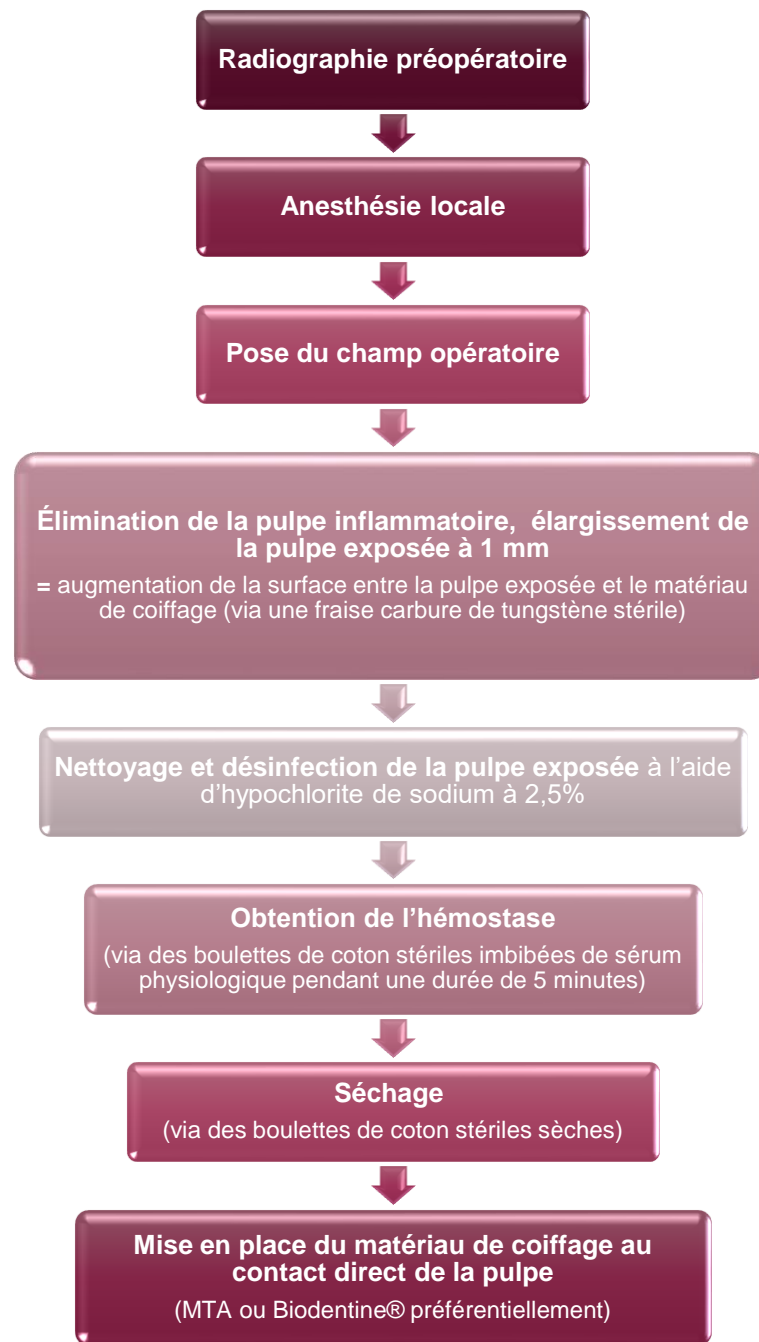 Radiographie préopératoire
Anesthésie locale
Pose du champ opératoire
Élimination de la pulpe inflammatoire, élargissement de
la pulpe exposée à 1 mm
= augmentation de la surface entre la pulpe exposée et le matériau
de coiffage (via une fraise carbure de tungstène stérile)
Nettoyage et désinfection de la pulpe exposée à l’aide
d’hypochlorite de sodium à 2,5%
Obtention de l’hémostase
(via des boulettes de coton stériles imbibées de sérum
physiologique pendant une durée de 5 minutes)
Séchage
(via des boulettes de coton stériles sèches)
Mise en place du matériau de coiffage au
contact direct de la pulpe
(MTA ou Biodentine® préférentiellement)